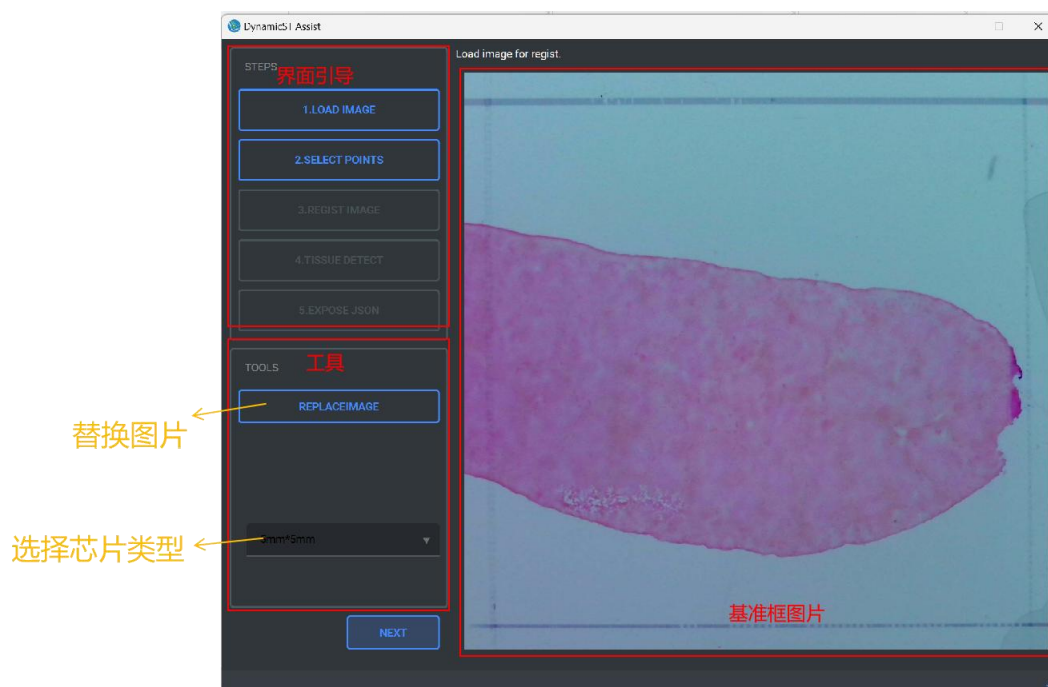 DynamicST Assist
STEPS
界面引导
1.LOAD IMAGE
2.SELECT POINTS
3.REGIST IMAGE
4.TISSUE DETECT
5.EXPOSE JSON
TOOLS
工具
REPLACEIMAGE
替换图片
选择芯片类型
5mm*5mm
NEXT
Load image for regist.
基准框图片